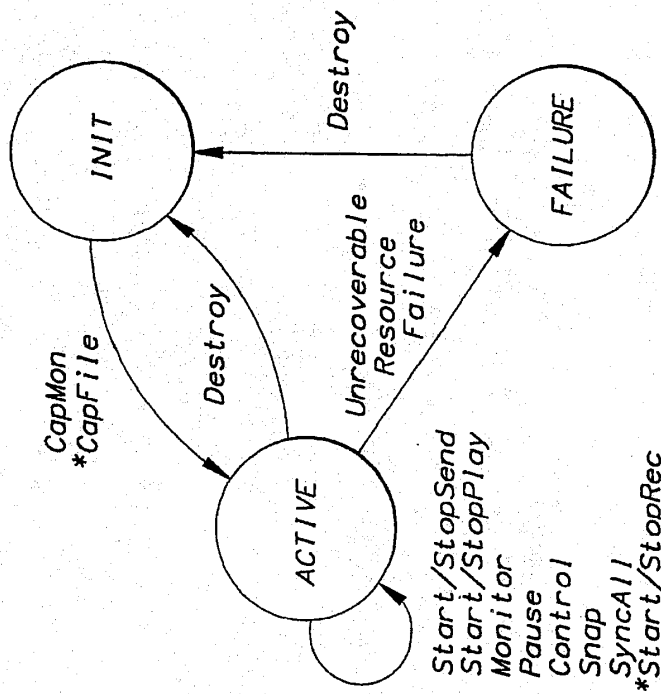 INIT
CapMon
*CapFile
Destroy
Destroy
ACTIVE
Unrecoverable
Resource
Failure
FAILURE
Start/StopSend
Start/StopPlay
Monitor
Pause
Control
Snap
SyncAll
*Start/StopRec